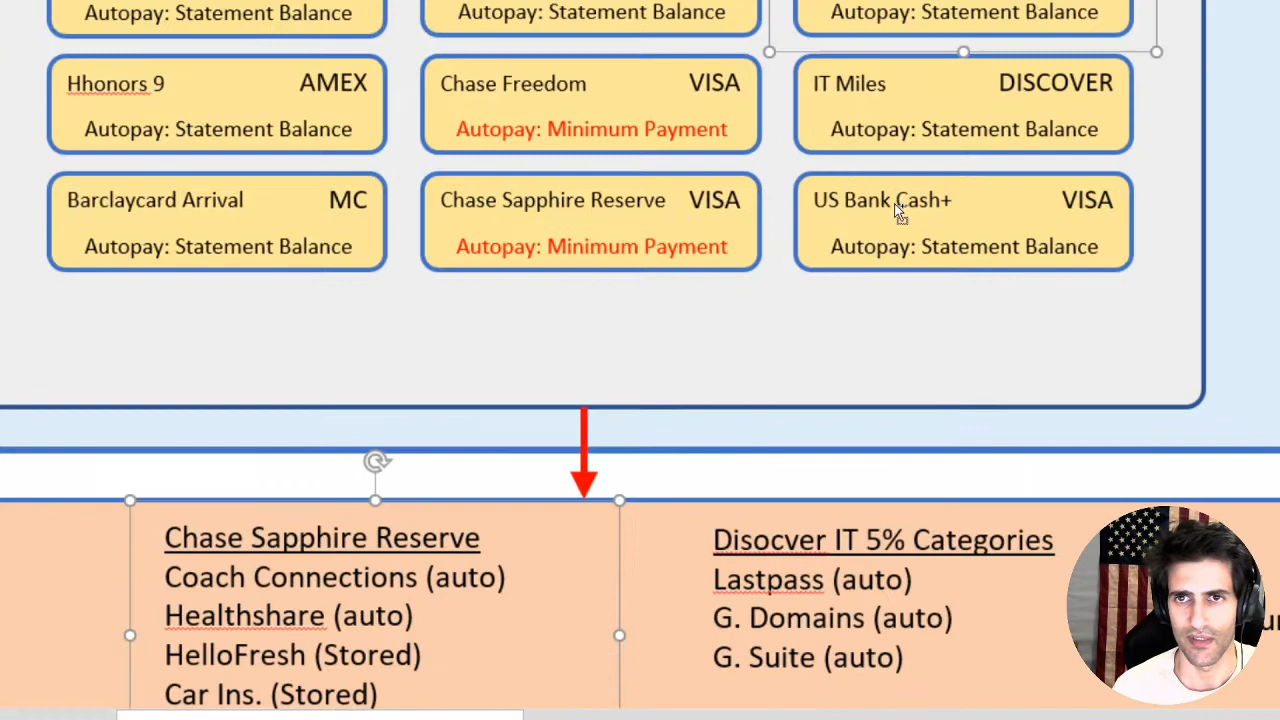 Autopay: Statement Balance
Autopay: Statement Balance
Autopay: Statement Balance
Hhonors 9 AMEX
Autopay: Statement Balance
Chase Freedom VISA
Autopay: Minimum Payment
IT Miles DISCOVER
Autopay: Statement Balance
Barclaycard Arrival MC
Autopay: Statement Balance
Chase Sapphire Reserve VISA
Autopay: Minimum Payment
US Bank Cash+ VISA
Autopay: Statement Balance
Chase Sapphire Reserve
Coach Connections (auto)
Healthshare (auto)
HelloFresh (Stored)
Car Ins. (Stored)
Disocver IT 5% Categories
Lastpass (auto)
G. Domains (auto)
G. Suite (auto)